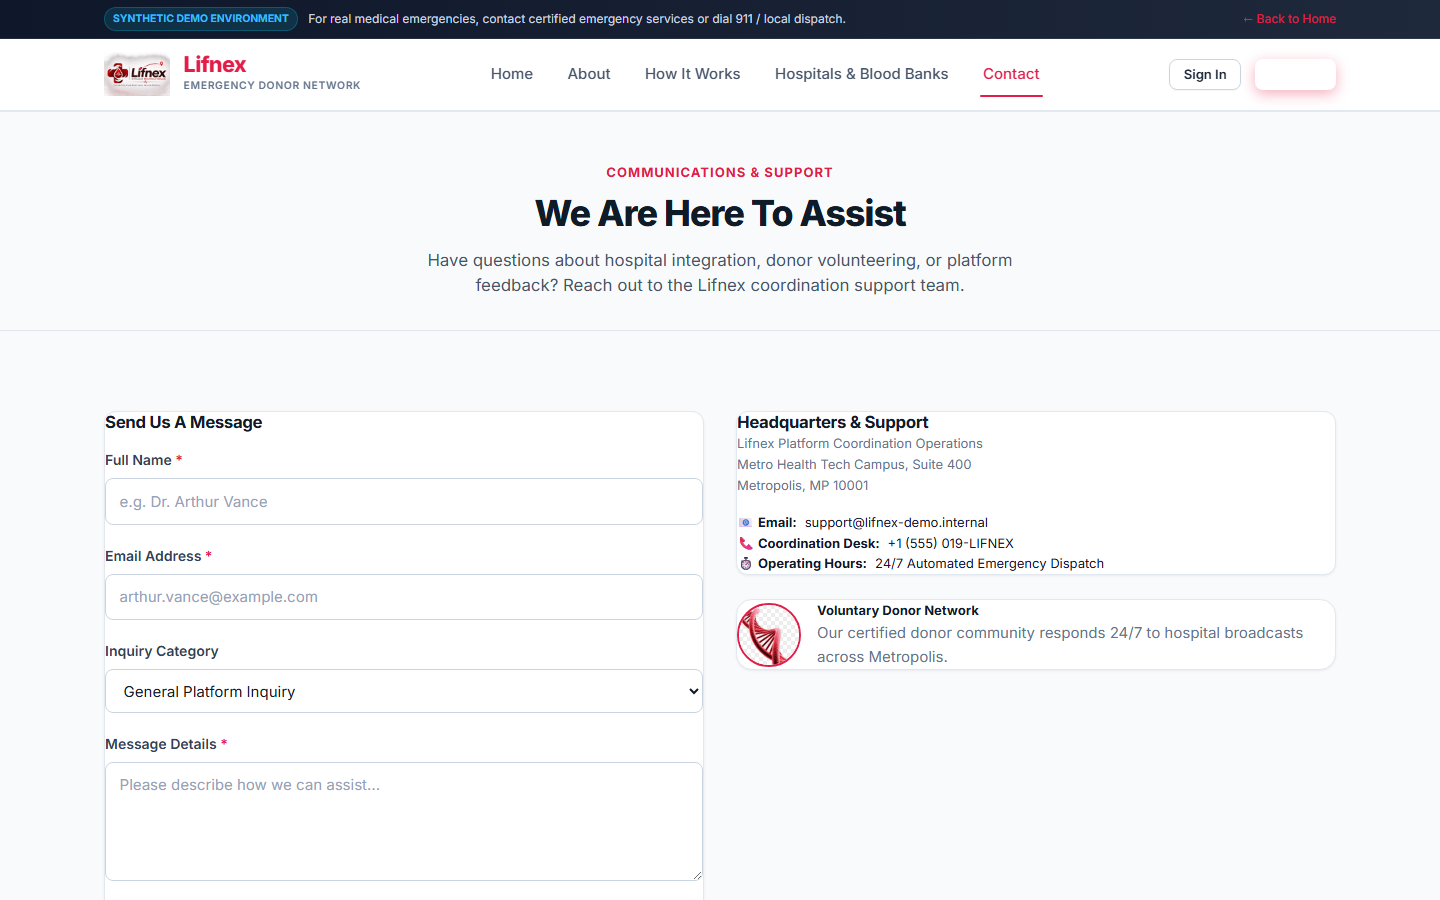 SYNTHETIC DEMO ENVIRONMENT For real medical emergencies, contact certified emergency services or dial 911 / local dispatch. ← Back to Home
Lifnex
Lifnex
EMERGENCY DONOR NETWORK
Home About How It Works Hospitals & Blood Banks Contact
Sign In
COMMUNICATIONS & SUPPORT
We Are Here To Assist
Have questions about hospital integration, donor volunteering, or platform
feedback? Reach out to the Lifnex coordination support team.
Send Us A Message
Full Name *
e.g. Dr. Arthur Vance
Email Address *
arthur.vance@example.com
Inquiry Category
General Platform Inquiry
Message Details *
Please describe how we can assist...
Headquarters & Support
Lifnex Platform Coordination Operations
Metro Health Tech Campus, Suite 400
Metropolis, MP 10001
Email: support@lifnex-demo.internal
Coordination Desk: +1 (555) 019-LIFNEX
Operating Hours: 24/7 Automated Emergency Dispatch
Voluntary Donor Network
Our certified donor community responds 24/7 to hospital broadcasts
across Metropolis.